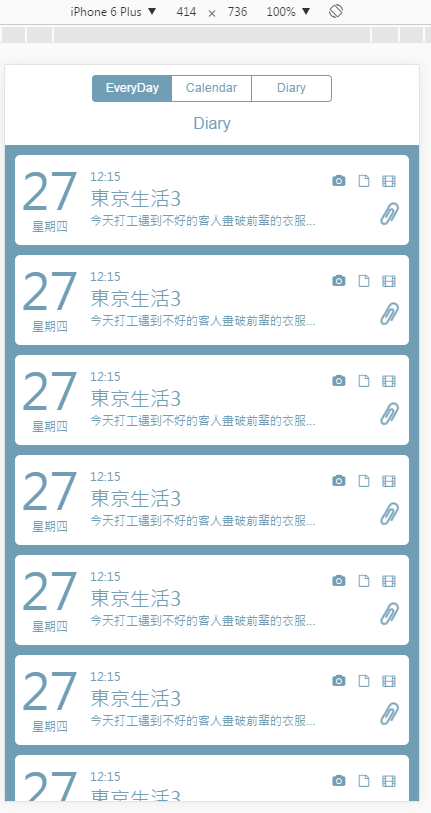 iPhone 6 Plus ▼ 414 × 736 100% ▼
EveryDay Calendar Diary
Diary
27
星期四
12:15
東京生活3
今天打工遇到不好的客人畫破前輩的衣服...
27
星期四
12:15
東京生活3
今天打工遇到不好的客人畫破前輩的衣服...
27
星期四
12:15
東京生活3
今天打工遇到不好的客人畫破前輩的衣服...
27
星期四
12:15
東京生活3
今天打工遇到不好的客人畫破前輩的衣服...
27
星期四
12:15
東京生活3
今天打工遇到不好的客人畫破前輩的衣服...
27
星期四
12:15
東京生活3
今天打工遇到不好的客人畫破前輩的衣服...
27
12:15
東京生活3